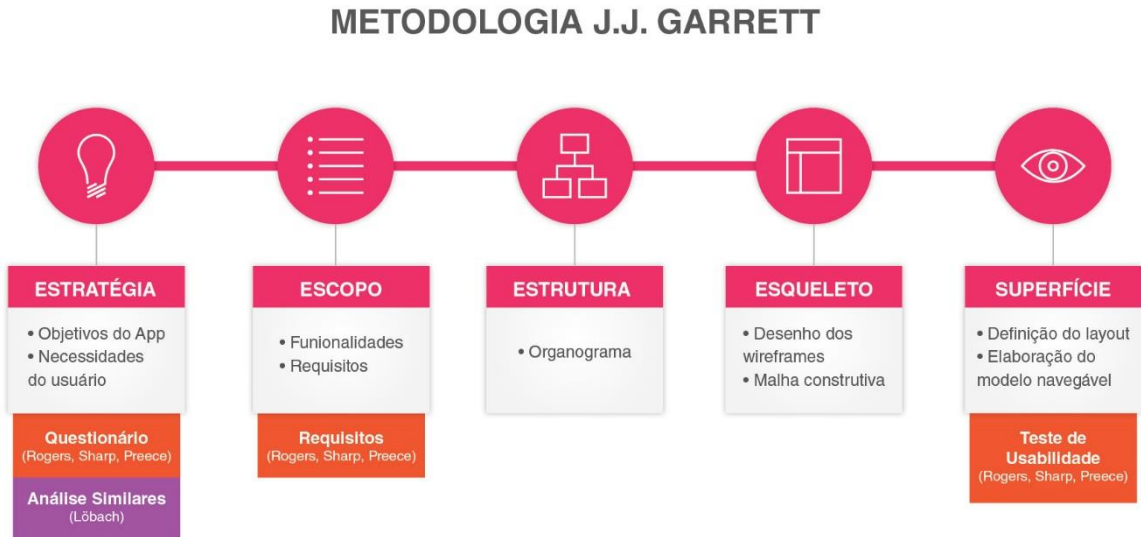 METODOLOGIA J.J. GARRETT
ESTRATÉGIA
• Objetivos do App
• Necessidades
do usuário
Questionário
(Rogers, Sharp, Preece)
Análise Similares
(Löbach)
ESCOPO
• Funionalidades
• Requisitos
Requisitos
(Rogers, Sharp, Preece)
ESTRUTURA
• Organograma
ESQUELETO
• Desenho dos
wireframes
• Malha construtiva
SUPERFÍCIE
• Definição do layout
• Elaboração do
modelo navegável
Teste de
Usabilidade
(Rogers, Sharp, Preece)